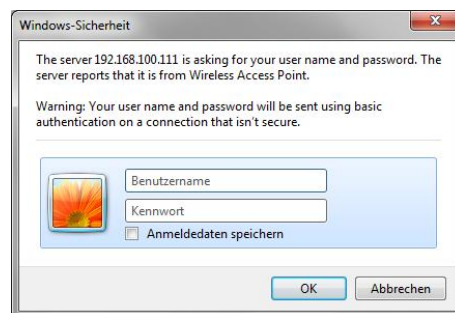 Windows-Sicherheit
The server 192.168.100.111 is asking for your user name and password. The
server reports that it is from Wireless Access Point.
Warning: Your user name and password will be sent using basic
authentication on a connection that isn't secure.
Benutzername
Kennwort
Anmeldedaten speichern
OK
Abbrechen